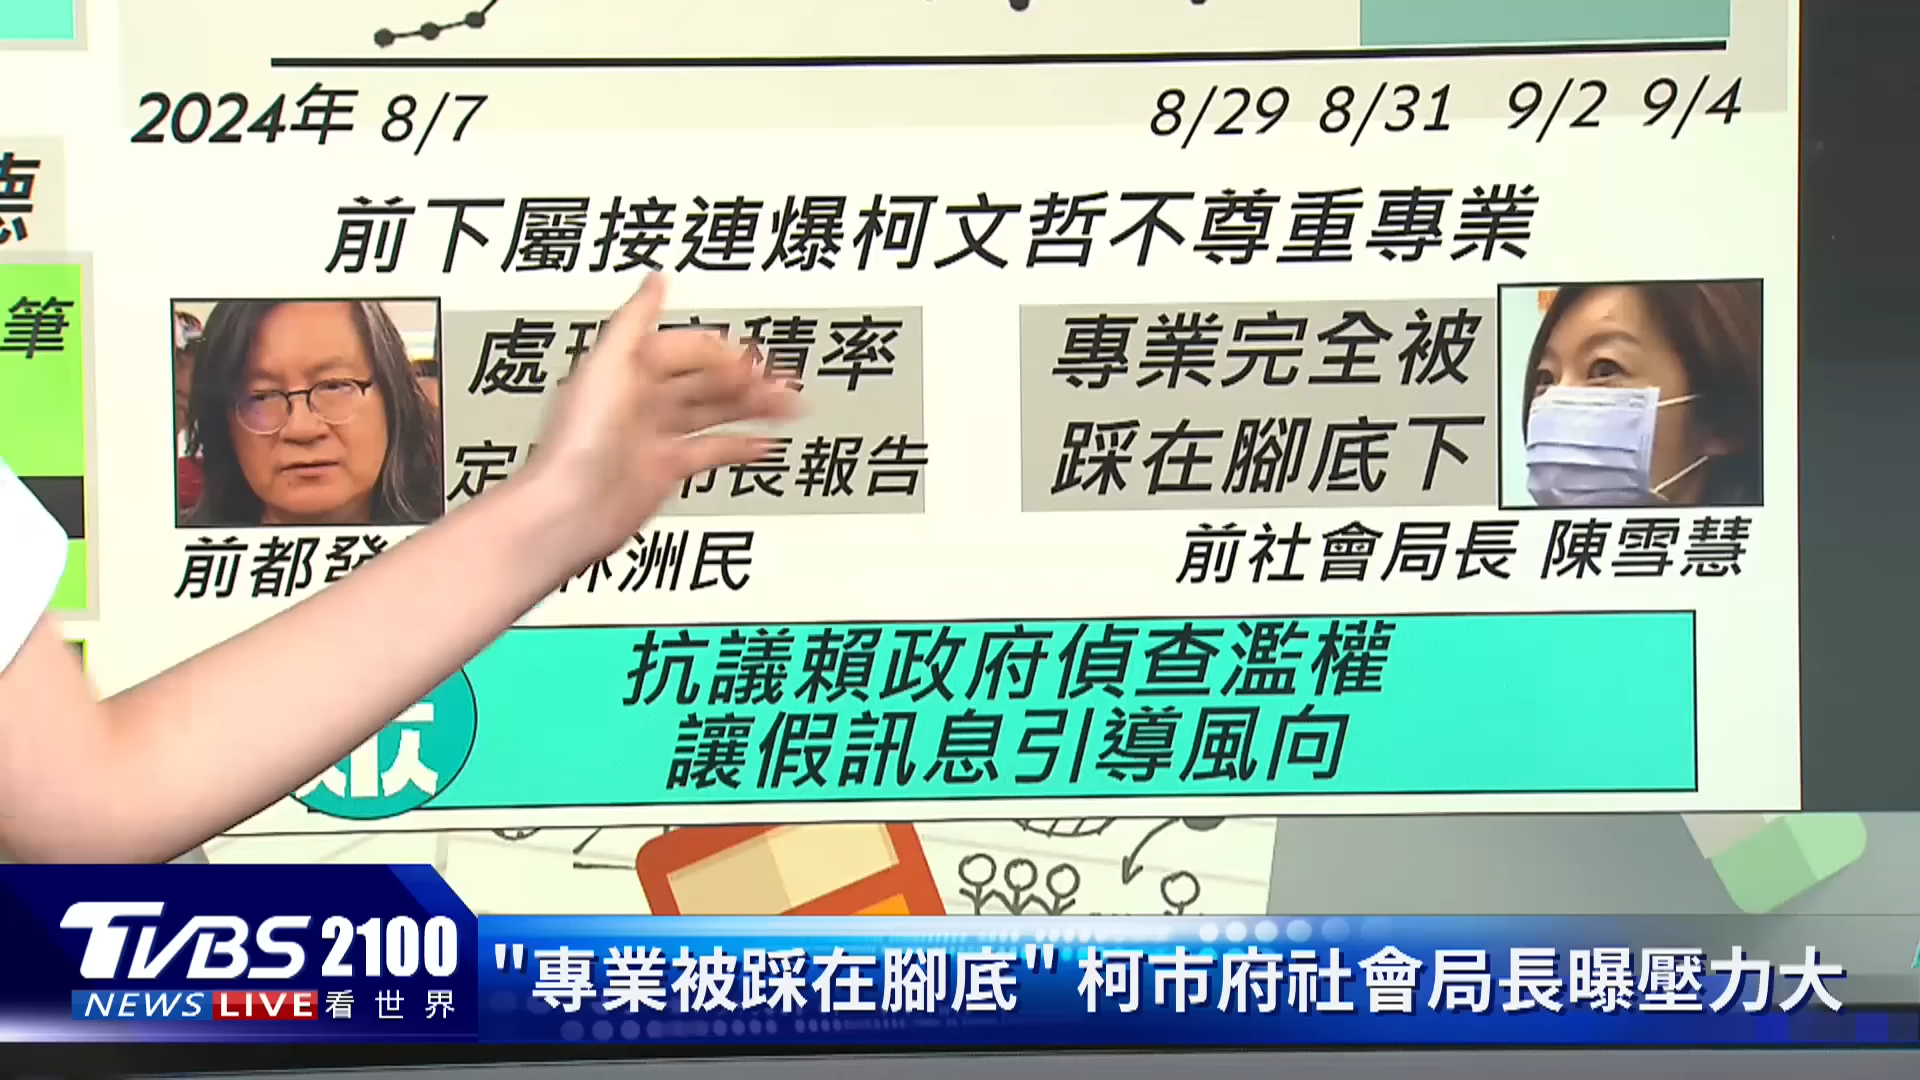 2024年 8/7 8/29 8/31 9/2 9/4
前下屬接連爆柯文哲不尊重專業
筆
處 積率
定 長報告
專業完全被
踩在腳底下
前都發 林洲民
前社會局長 陳雪慧
抗議賴政府偵查濫權
讓假訊息引導風向
眾
TVBS 2100
NEWS LIVE 看世界
"專業被踩在腳底" 柯市府社會局長曝壓力大